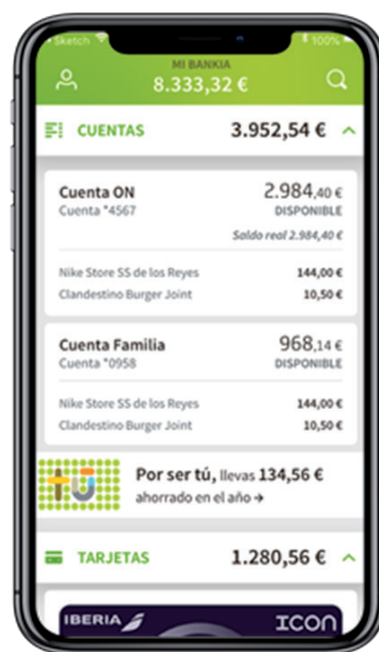 Sketch 100%
MI BANKIA
8.333,32 €
CUENTAS 3.952,54 €
Cuenta ON 2.984,40 €
Cuenta *4567 DISPONIBLE
Saldo real 2.984,40 €
Nike Store SS de los Reyes 144,00 €
Clandestino Burger Joint 10,50 €
Cuenta Familia 968,14 €
Cuenta *0958 DISPONIBLE
Nike Store SS de los Reyes 144,00 €
Clandestino Burger Joint 10,50 €
tü Por ser tú, llevas 134,56 €
ahorrado en el año →
TARJETAS 1.280,56 €
IBERIA ICON